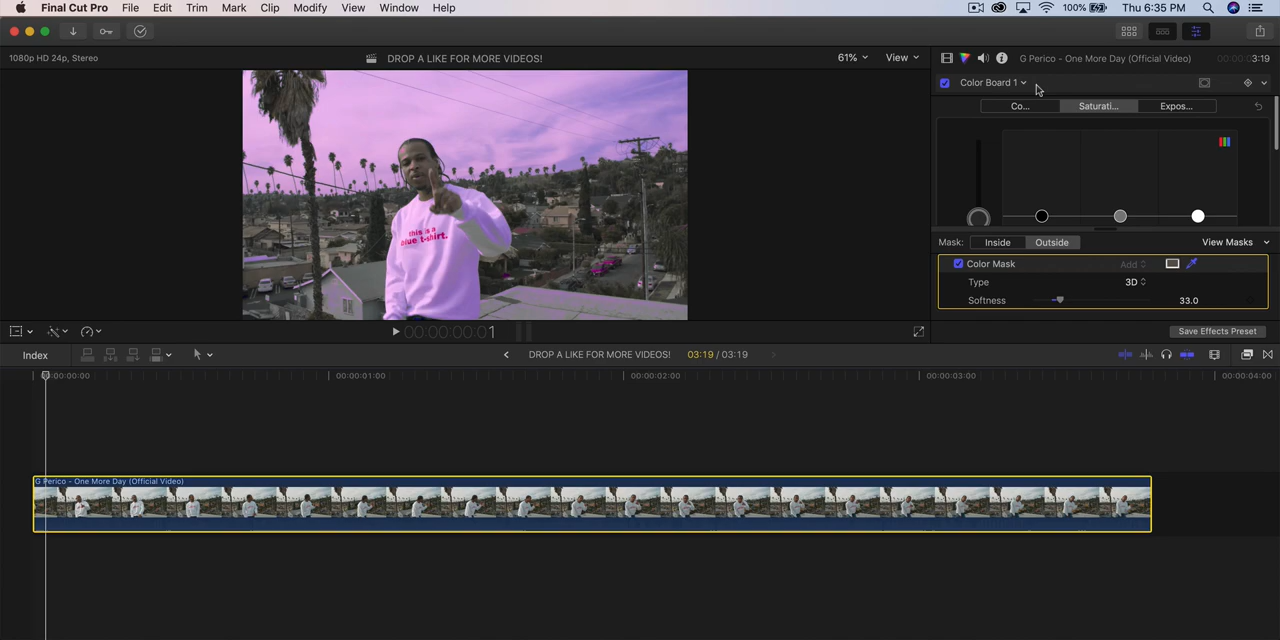 Final Cut Pro File Edit Trim Mark Clip Modify View Window Help 100% Thu 6:35 PM
1080p HD 24p, Stereo DROP A LIKE FOR MORE VIDEOS! 61% View G Perico - One More Day (Official Video) 3:19
Color Board 1
Co... Saturati... Expos...
this is a
blue t-shirt.
Mask: Inside Outside View Masks
Color Mask Add
Type 3D
Softness 33.0
00:00:00:01 Save Effects Preset
Index DROP A LIKE FOR MORE VIDEOS! 03:19 / 03:19
00:00:01:00 00:00:02:00 00:00:03:00 00:00:04:00
G Perico - One More Day (Official Video)